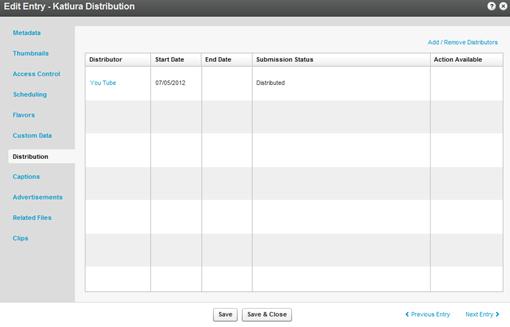 Edit Entry - Katlura Distribution
Metadata
Thumbnails
Access Control
Scheduling
Flavors
Custom Data
Distribution
Captions
Advertisements
Related Files
Clips
Add / Remove Distributors
Distributor Start Date End Date Submission Status Action Available
You Tube 07/05/2012 Distributed
Save Save & Close Previous Entry Next Entry